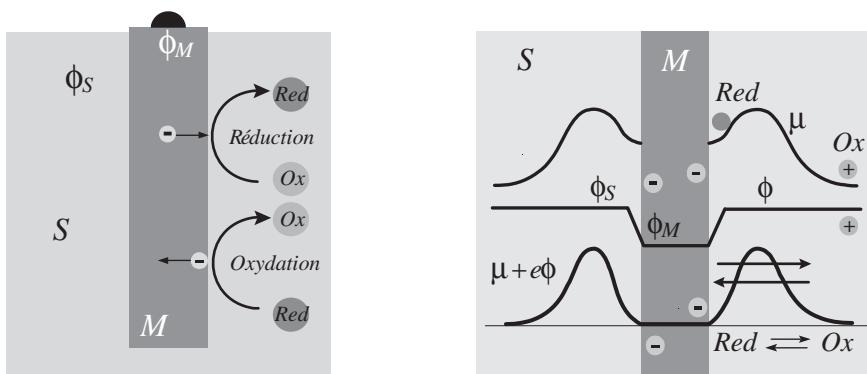 ϕM
ϕS
Red
Réduction
Ox
Ox
S
Oxydation
M
Red
S
M
Red
μ
Ox
+
ϕS
ϕ
ϕM
+
μ + eϕ
Red ⇄ Ox